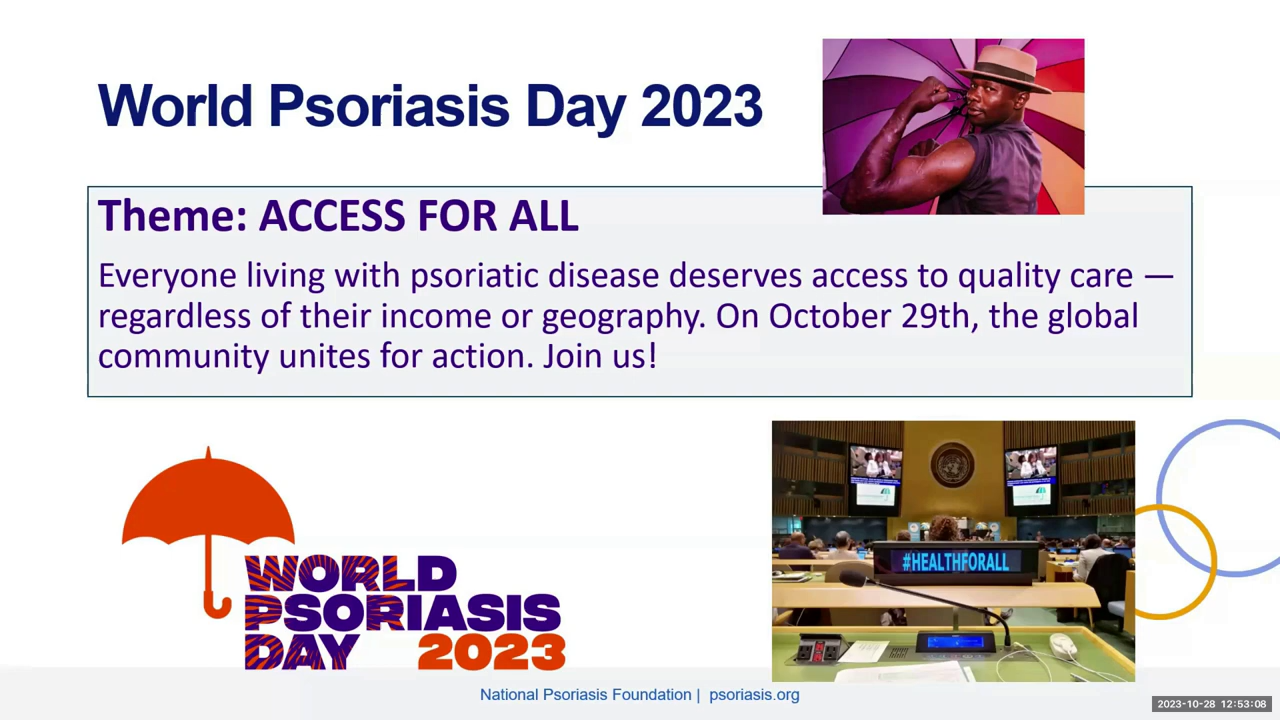 World Psoriasis Day 2023
Theme: ACCESS FOR ALL
Everyone living with psoriatic disease deserves access to quality care —
regardless of their income or geography. On October 29th, the global
community unites for action. Join us!
WORLD
PSORIASIS
DAY 2023
#HEALTHFORALL
National Psoriasis Foundation | psoriasis.org
2023-10-28 12:53:08